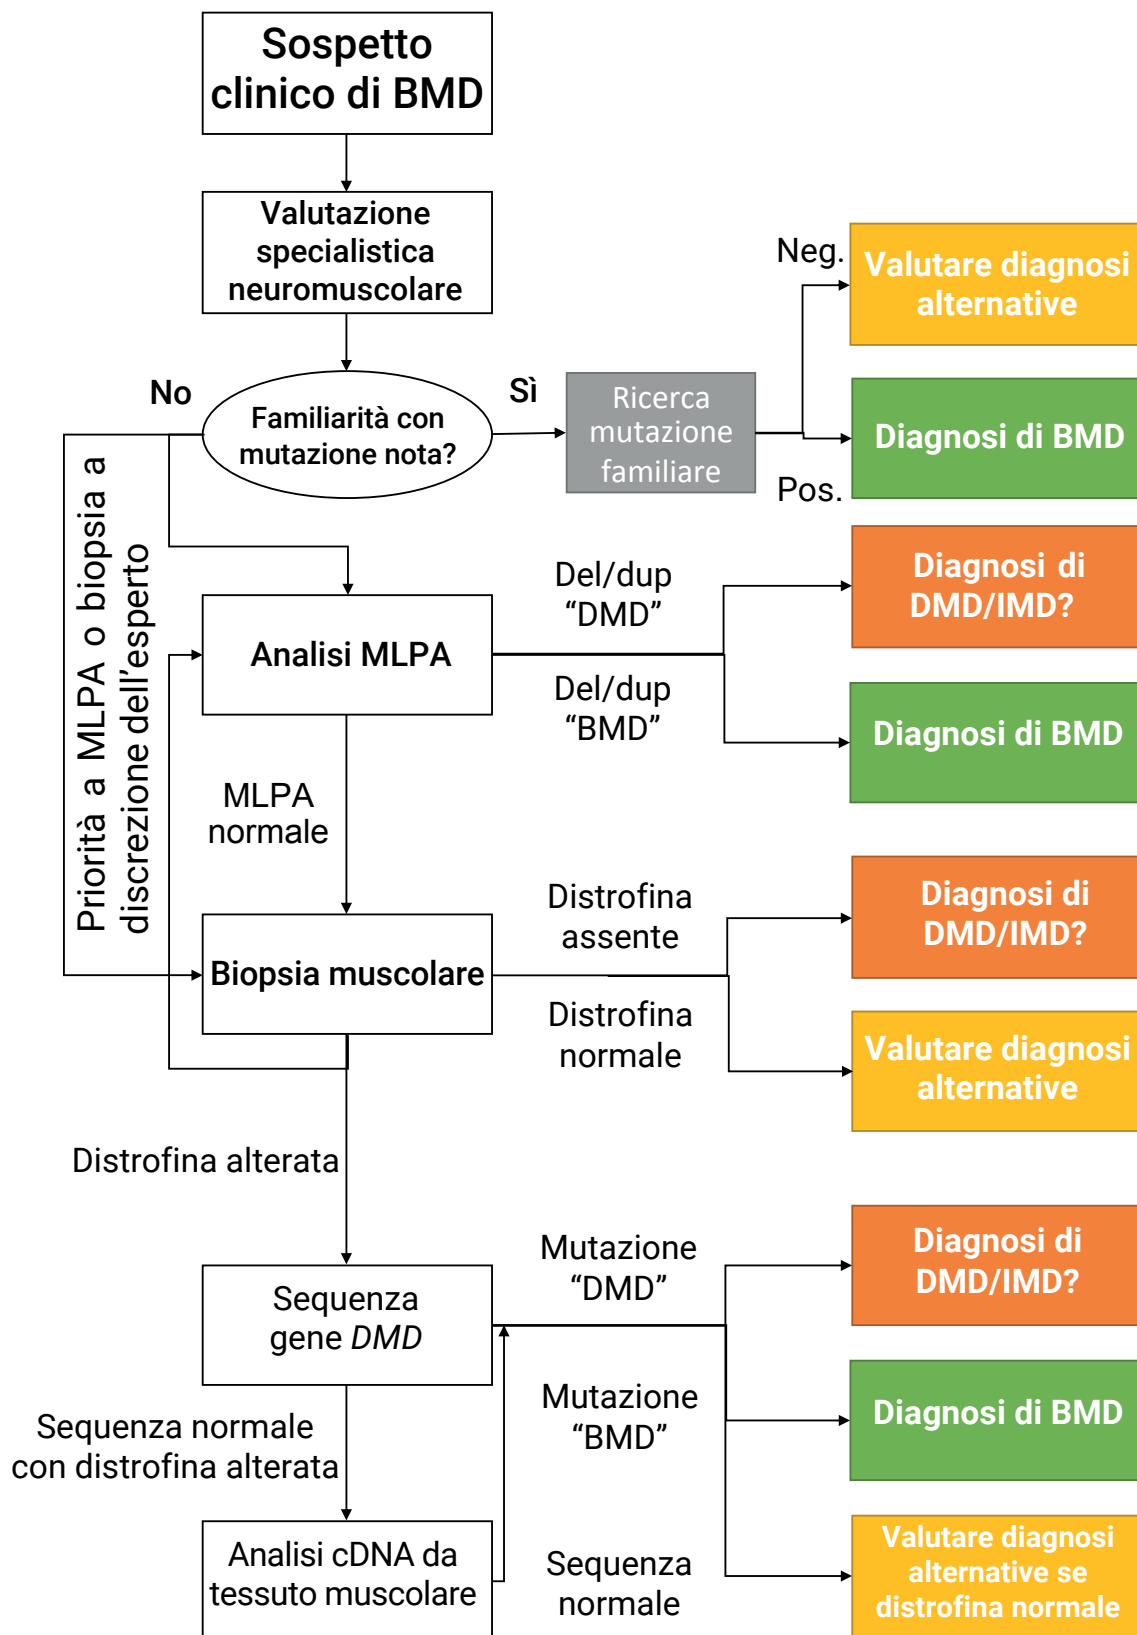 Sospetto
clinico di BMD
Valutazione
specialistica
neuromuscolare
Neg.
Valutare diagnosi
alternative
No
Familiarità con
mutazione nota?
Sì
Ricerca
mutazione
familiare
Diagnosi di BMD
Pos.
Priorità a MLPA o biopsia a
discrezione dell'esperto
Del/dup
“DMD”
Diagnosi di
DMD/IMD?
Analisi MLPA
Del/dup
“BMD”
Diagnosi di BMD
MLPA
normale
Distrofina
assente
Diagnosi di
DMD/IMD?
Biopsia muscolare
Distrofina
normale
Valutare diagnosi
alternative
Distrofina alterata
Mutazione
“DMD”
Diagnosi di
DMD/IMD?
Sequenza
gene DMD
Mutazione
“BMD”
Diagnosi di BMD
Sequenza normale
con distrofina alterata
Analisi cDNA da
tessuto muscolare
Sequenza
normale
Valutare diagnosi
alternative se
distrofina normale